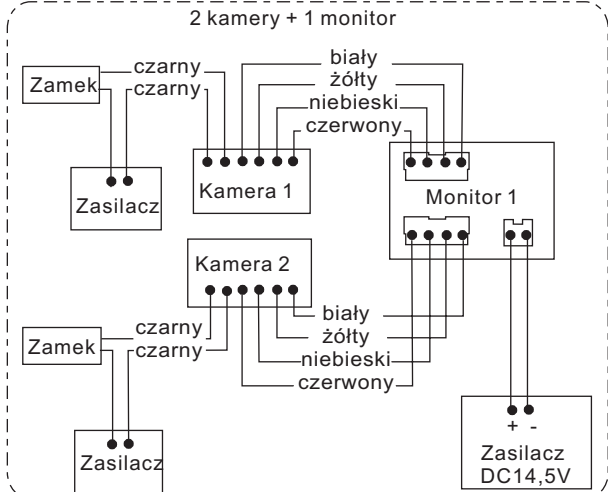 2 kamery + 1 monitor
Zamek
czarny
czarny
biały
żółty
niebieski
czerwony
Zasilacz
Kamera 1
Monitor 1
Kamera 2
Zamek
czarny
czarny
biały
żółty
niebieski
czerwony
Zasilacz
+ -
Zasilacz
DC14,5V